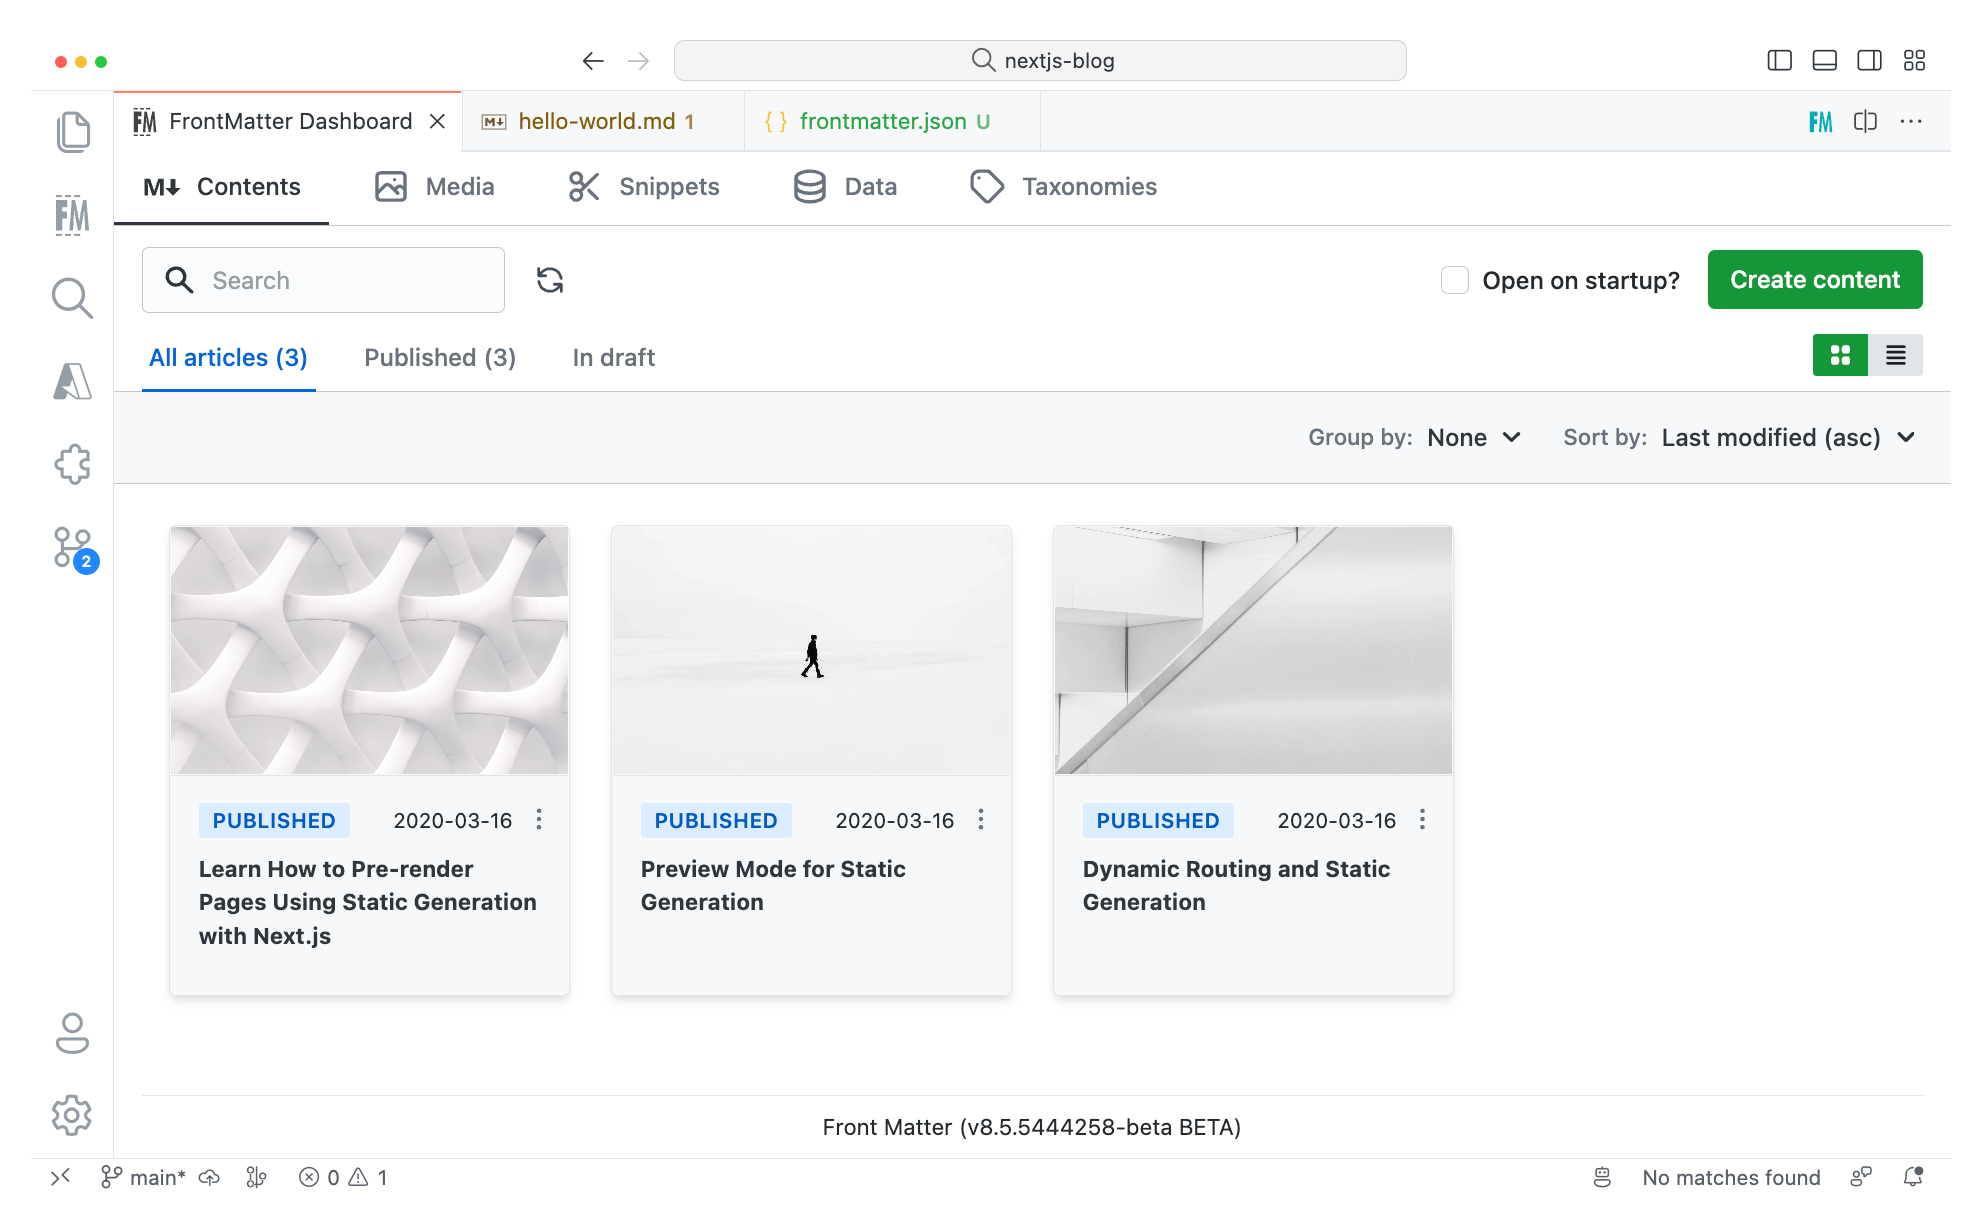 nextjs-blog
FM FrontMatter Dashboard
M hello-world.md 1
{ } frontmatter.json U
FM
FM
M Contents
Media
Snippets
Data
Taxonomies
Search
Open on startup?
Create content
All articles (3)
Published (3)
In draft
Group by: None
Sort by: Last modified (asc)
2
PUBLISHED 2020-03-16
Learn How to Pre-render
Pages Using Static Generation
with Next.js
PUBLISHED 2020-03-16
Preview Mode for Static
Generation
PUBLISHED 2020-03-16
Dynamic Routing and Static
Generation
Front Matter (v8.5.5444258-beta BETA)
main* 0 1
No matches found